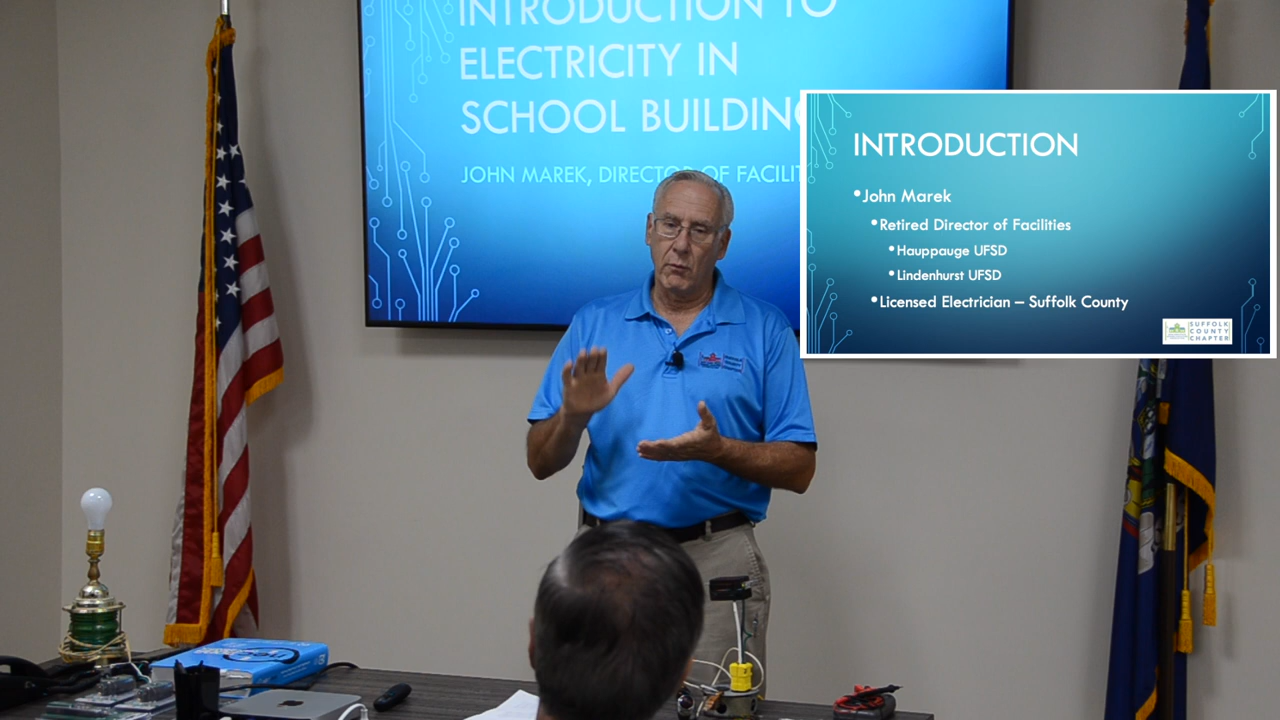 INTRODUCTION TO
ELECTRICITY IN
SCHOOL BUILDIN
JOHN MAREK, DIRECTOR OF FACILIT
INTRODUCTION
•John Marek
•Retired Director of Facilities
•Hauppauge UFSD
•Lindenhurst UFSD
•Licensed Electrician – Suffolk County
SUFFOLK
COUNTY
CHAPTER